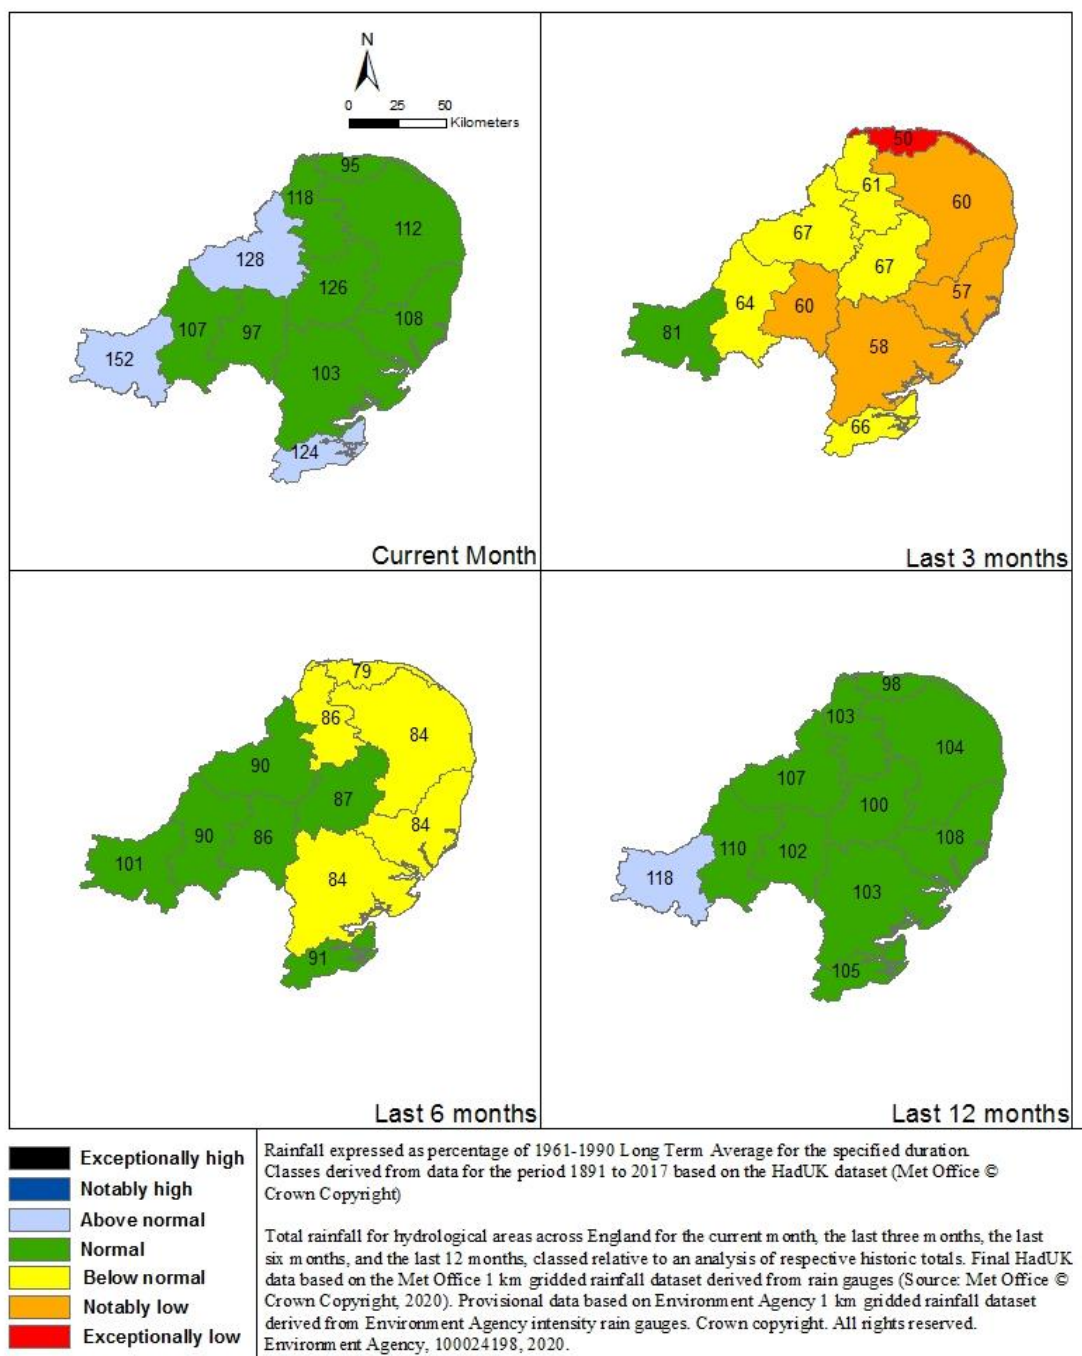 N
0 25 50
Kilometers
95
118
112
128
126
107
97
108
152
103
124
Current Month
50
61
60
67
67
64
60
57
81
58
66
Last 3 months
79
86
84
90
87
90
86
84
101
84
91
Last 6 months
98
103
104
107
100
110
102
108
118
103
105
Last 12 months
Exceptionally high
Notably high
Above normal
Normal
Below normal
Notably low
Exceptionally low
Rainfall expressed as percentage of 1961-1990 Long Term Average for the specified duration.
Classes derived from data for the period 1891 to 2017 based on the HadUK dataset (Met Office ©
Crown Copyright)
Total rainfall for hydrological areas across England for the current month, the last three months, the last
six months, and the last 12 months, classed relative to an analysis of respective historic totals. Final HadUK
data based on the Met Office 1 km gridded rainfall dataset derived from rain gauges (Source: Met Office ©
Crown Copyright, 2020). Provisional data based on Environment Agency 1 km gridded rainfall dataset
derived from Environment Agency intensity rain gauges. Crown copyright. All rights reserved.
Environment Agency, 100024198, 2020.